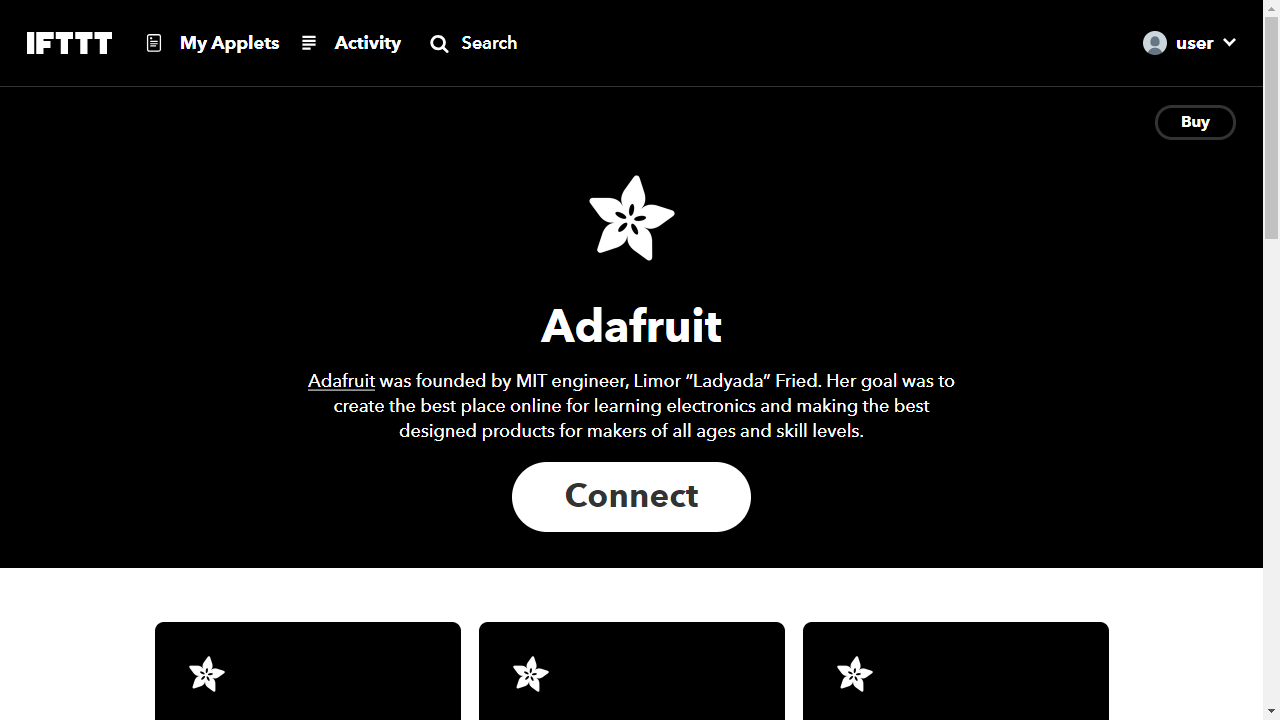 IFTTT My Applets Activity Search user
Buy
Adafruit
Adafruit was founded by MIT engineer, Limor “Ladyada” Fried. Her goal was to
create the best place online for learning electronics and making the best
designed products for makers of all ages and skill levels.
Connect